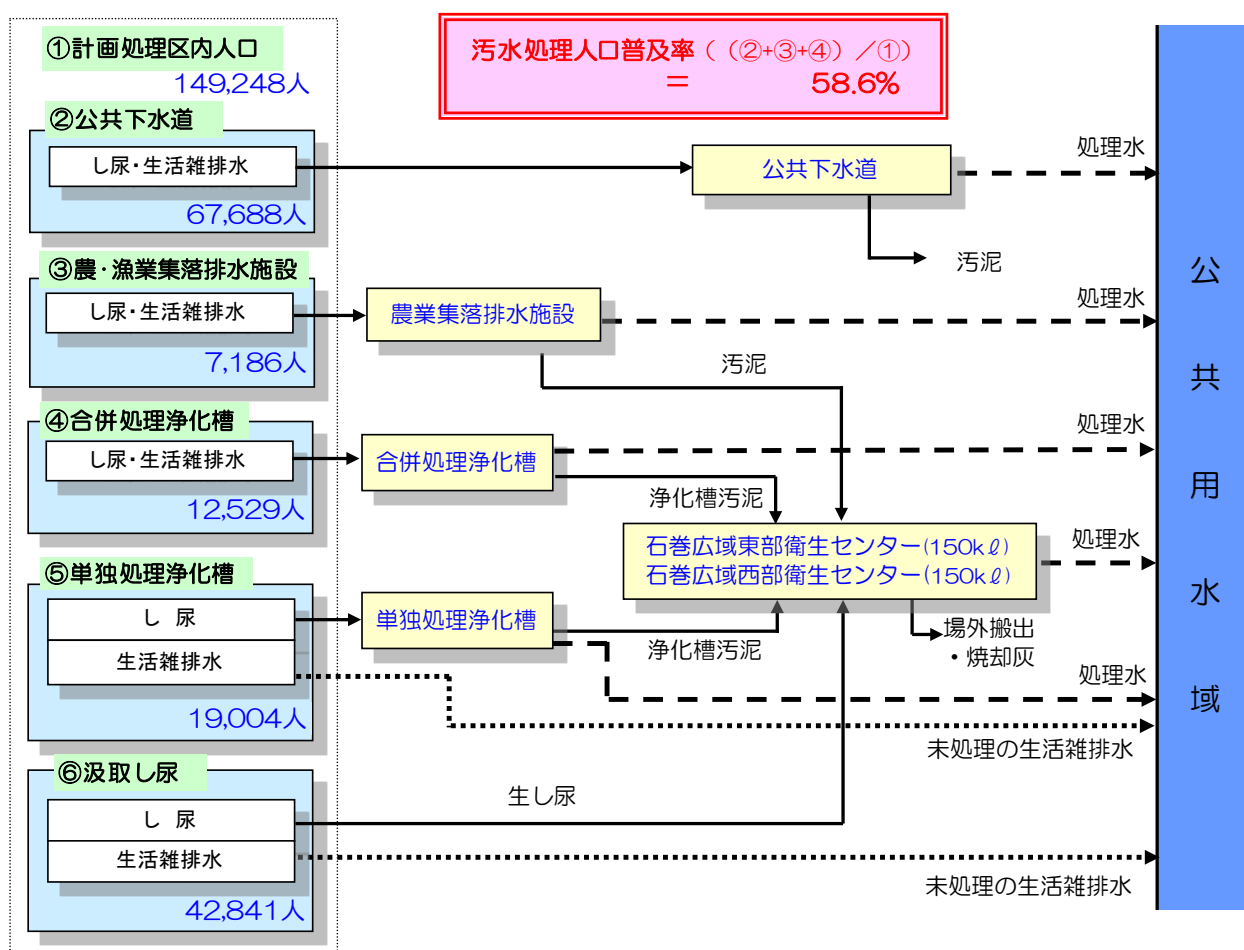 ①計画処理区内人口
149,248人
汚水処理人口普及率（（②+③+④）／①）
＝ 58.6%
②公共下水道
し尿・生活雑排水
67,688人
公共下水道
処理水
汚泥
③農・漁業集落排水施設
し尿・生活雑排水
7,186人
農業集落排水施設
処理水
汚泥
④合併処理浄化槽
し尿・生活雑排水
12,529人
合併処理浄化槽
処理水
浄化槽汚泥
石巻広域東部衛生センター(150kℓ)
石巻広域西部衛生センター(150kℓ)
処理水
場外搬出
・焼却灰
⑤単独処理浄化槽
し 尿
生活雑排水
19,004人
単独処理浄化槽
浄化槽汚泥
処理水
未処理の生活雑排水
⑥汲取し尿
し 尿
生活雑排水
42,841人
生し尿
未処理の生活雑排水
公共用水域